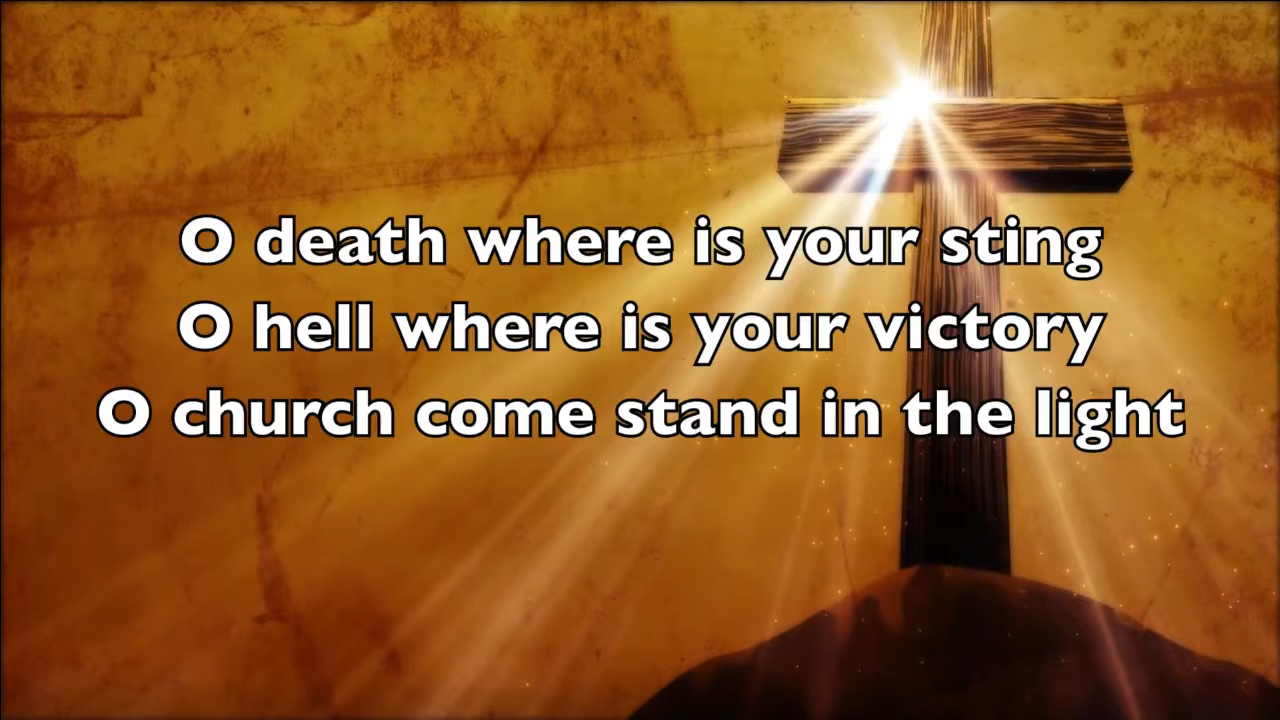 O death where is your sting
O hell where is your victory
O church come stand in the light